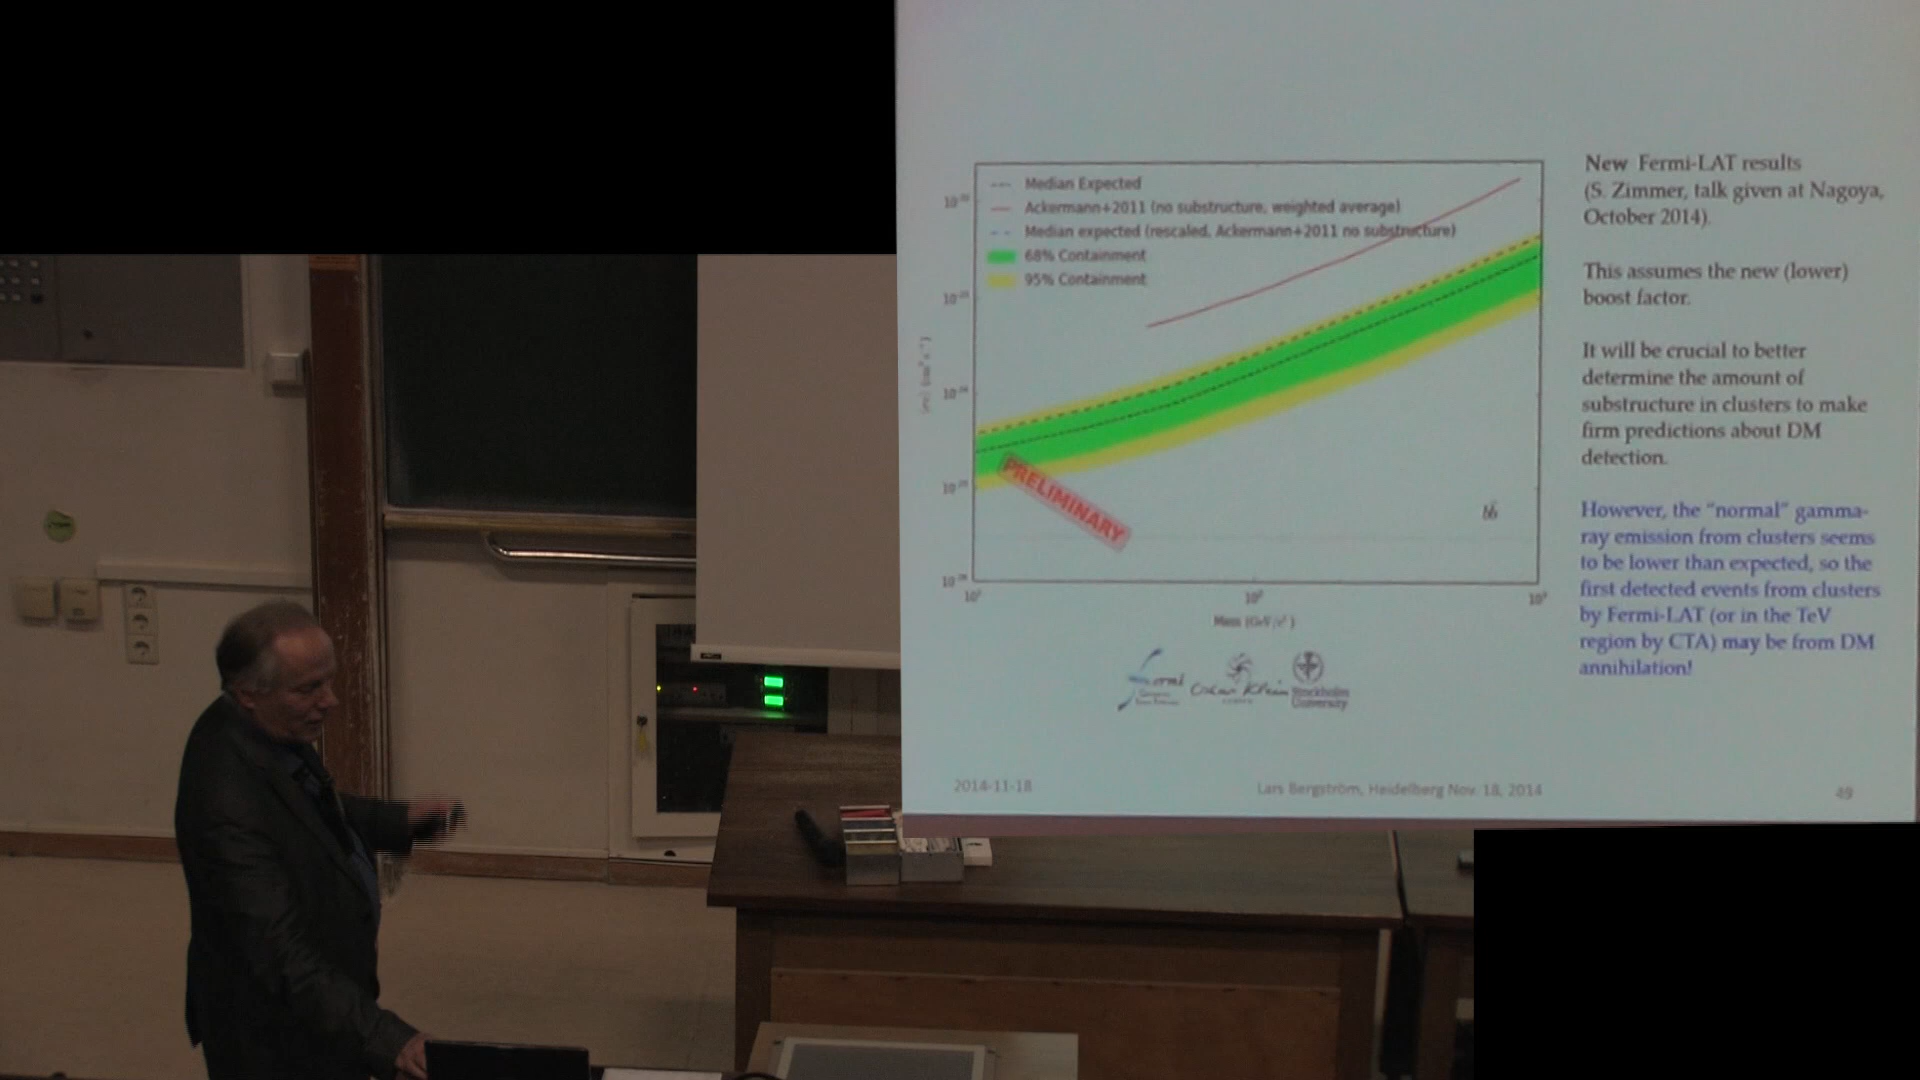 Median Expected
Ackermann+2011 (no substructure, weighted average)
Median expected (rescaled, Ackermann+2011 no substructure)
68% Containment
95% Containment
PRELIMINARY
Mass
Stockholm
University
New Fermi-LAT results
(S. Zimmer, talk given at Nagoya,
October 2014).
This assumes the new (lower)
boost factor.
It will be crucial to better
determine the amount of
substructure in clusters to make
firm predictions about DM
detection.
However, the “normal” gamma-
ray emission from clusters seems
to be lower than expected, so the
first detected events from clusters
by Fermi-LAT (or in the TeV
region by CTA) may be from DM
annihilation!
2014-11-18
Lars Bergström, Heidelberg Nov. 18, 2014
49